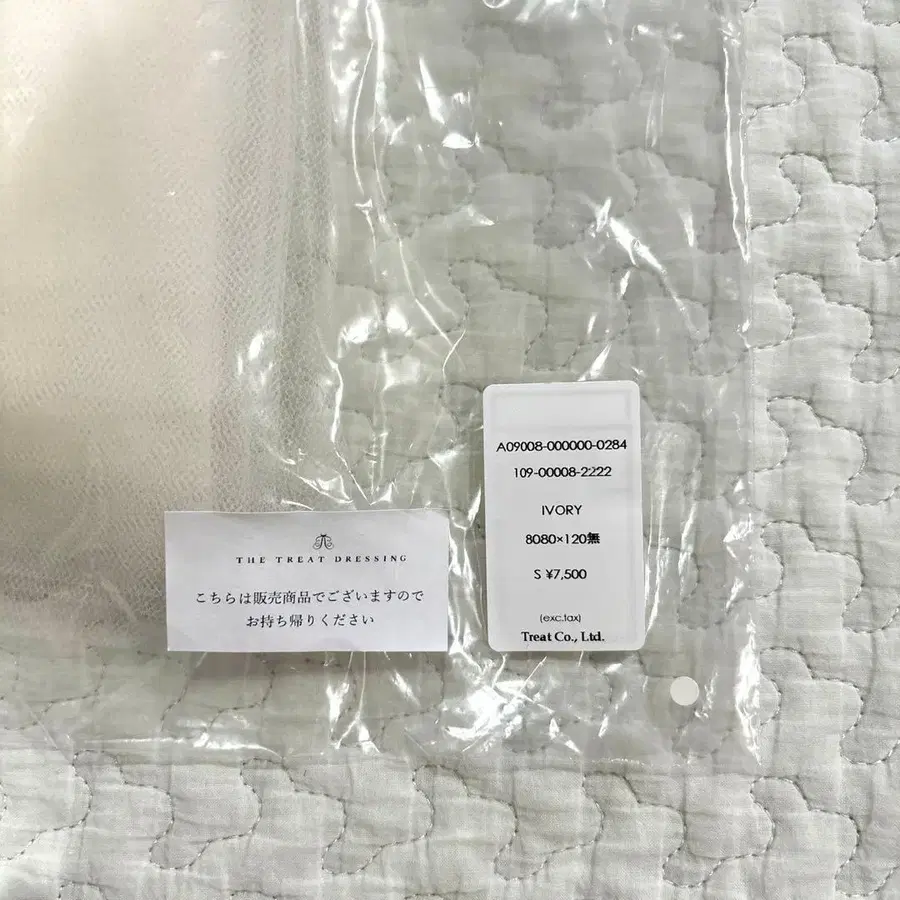 THE TREAT DRESSING
こちらは販売商品でございますので
お持ち帰りください
A09008-000000-0284
109-00008-2222
IVORY
8080×120無
S ¥7,500
(exc.tax)
Treat Co., Ltd.